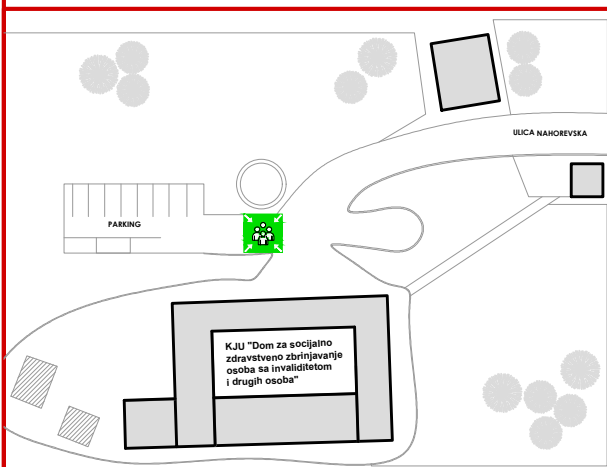 ULICA NAHOREVSKA
PARKING
KJU "Dom za socijalno
zdravstveno zbrinjavanje
osoba sa invaliditetom
i drugih osoba"